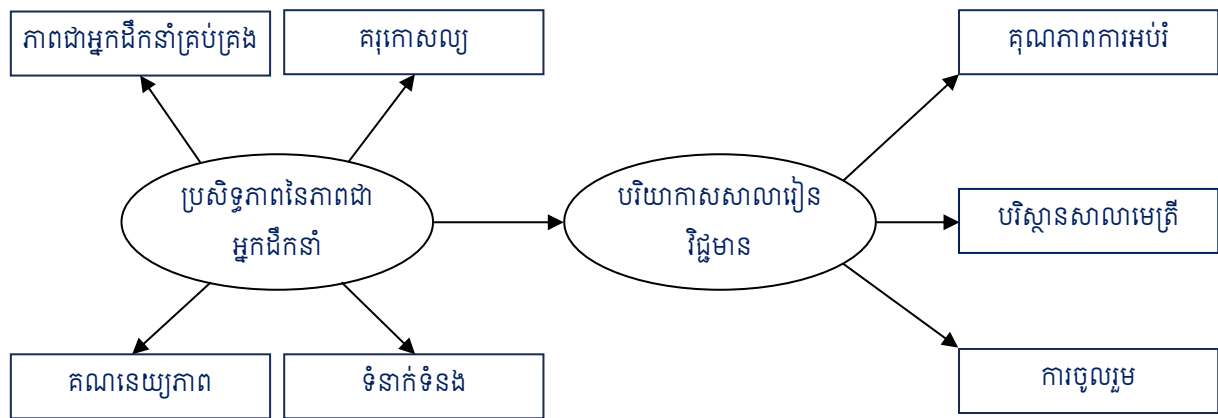 ភាពជាអ្នកដឹកនាំគ្រប់គ្រង
គរុកោសល្យ
គុណភាពការអប់រំ
ប្រសិទ្ធភាពនៃភាពជា
អ្នកដឹកនាំ
បរិយាកាសសាលារៀន
វិជ្ជមាន
បរិស្ថានសាលាមេត្រី
គណនេយ្យភាព
ទំនាក់ទំនង
ការចូលរួម